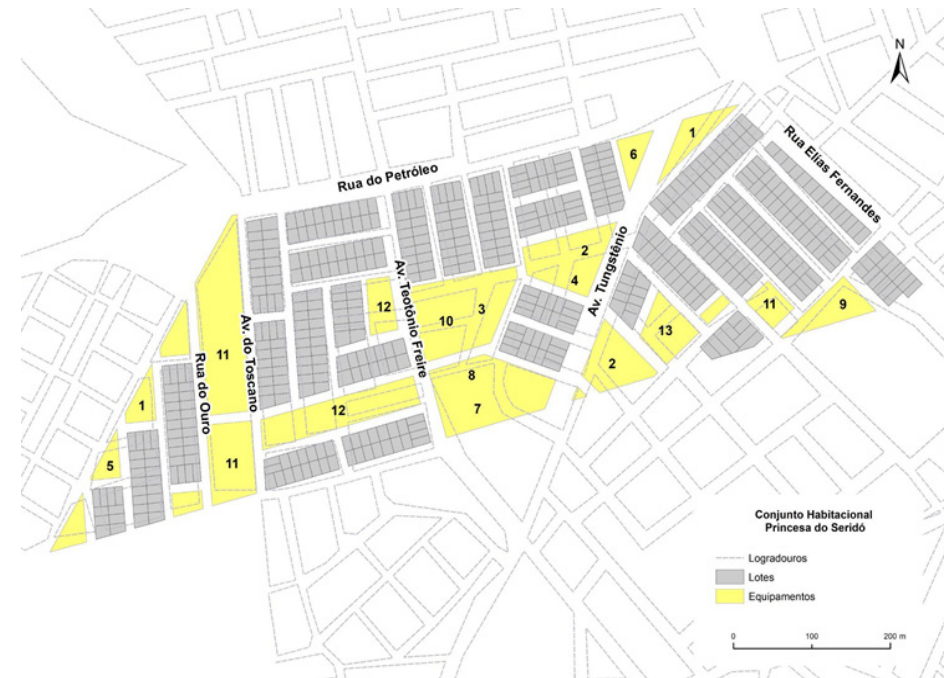 N
1
6
Rua Elías Fernandes
Rua do Petróleo
2
4
Av. Tungstênio
12
3
10
11
9
13
Av. Teotônio Freire
11
Av. do Toscano
Rua do Ouro
2
8
7
1
12
5
11
Conjunto Habitacional
Princesa do Seridó
Logradouros
Lotes
Equipamentos
0 100 200 m